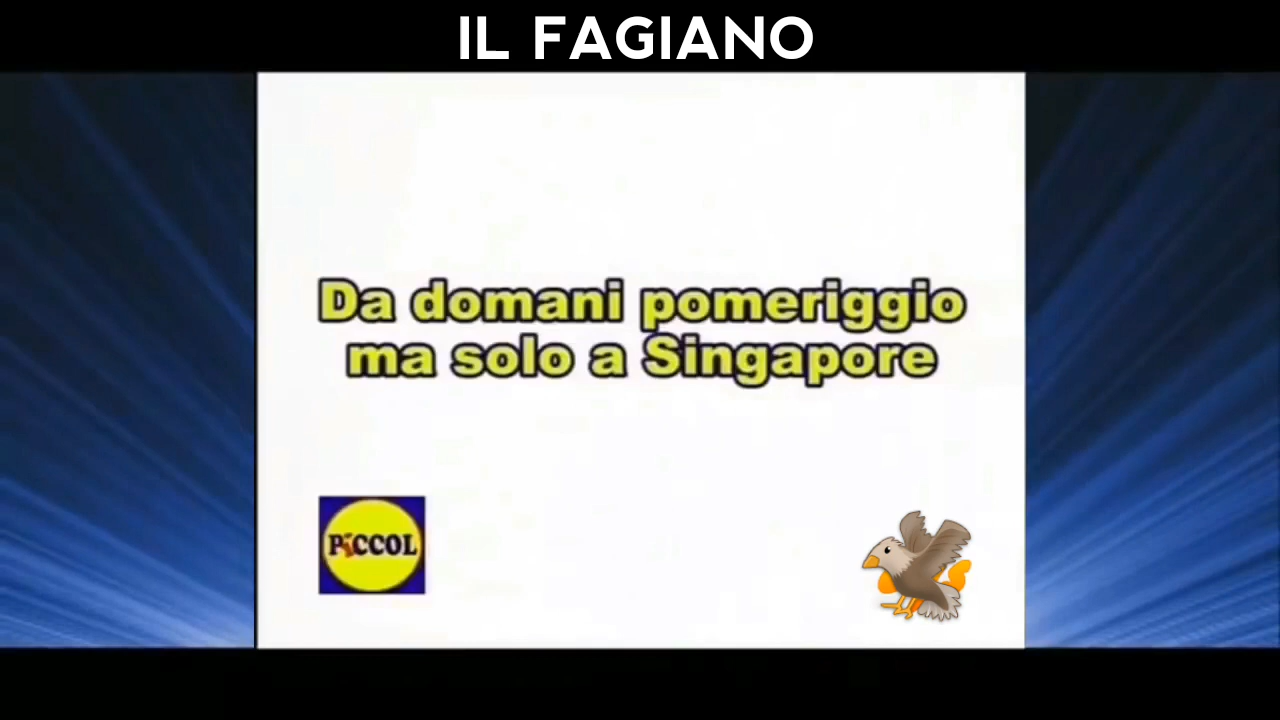 IL FAGIANO
Da domani pomeriggio
ma solo a Singapore
PiCCOL